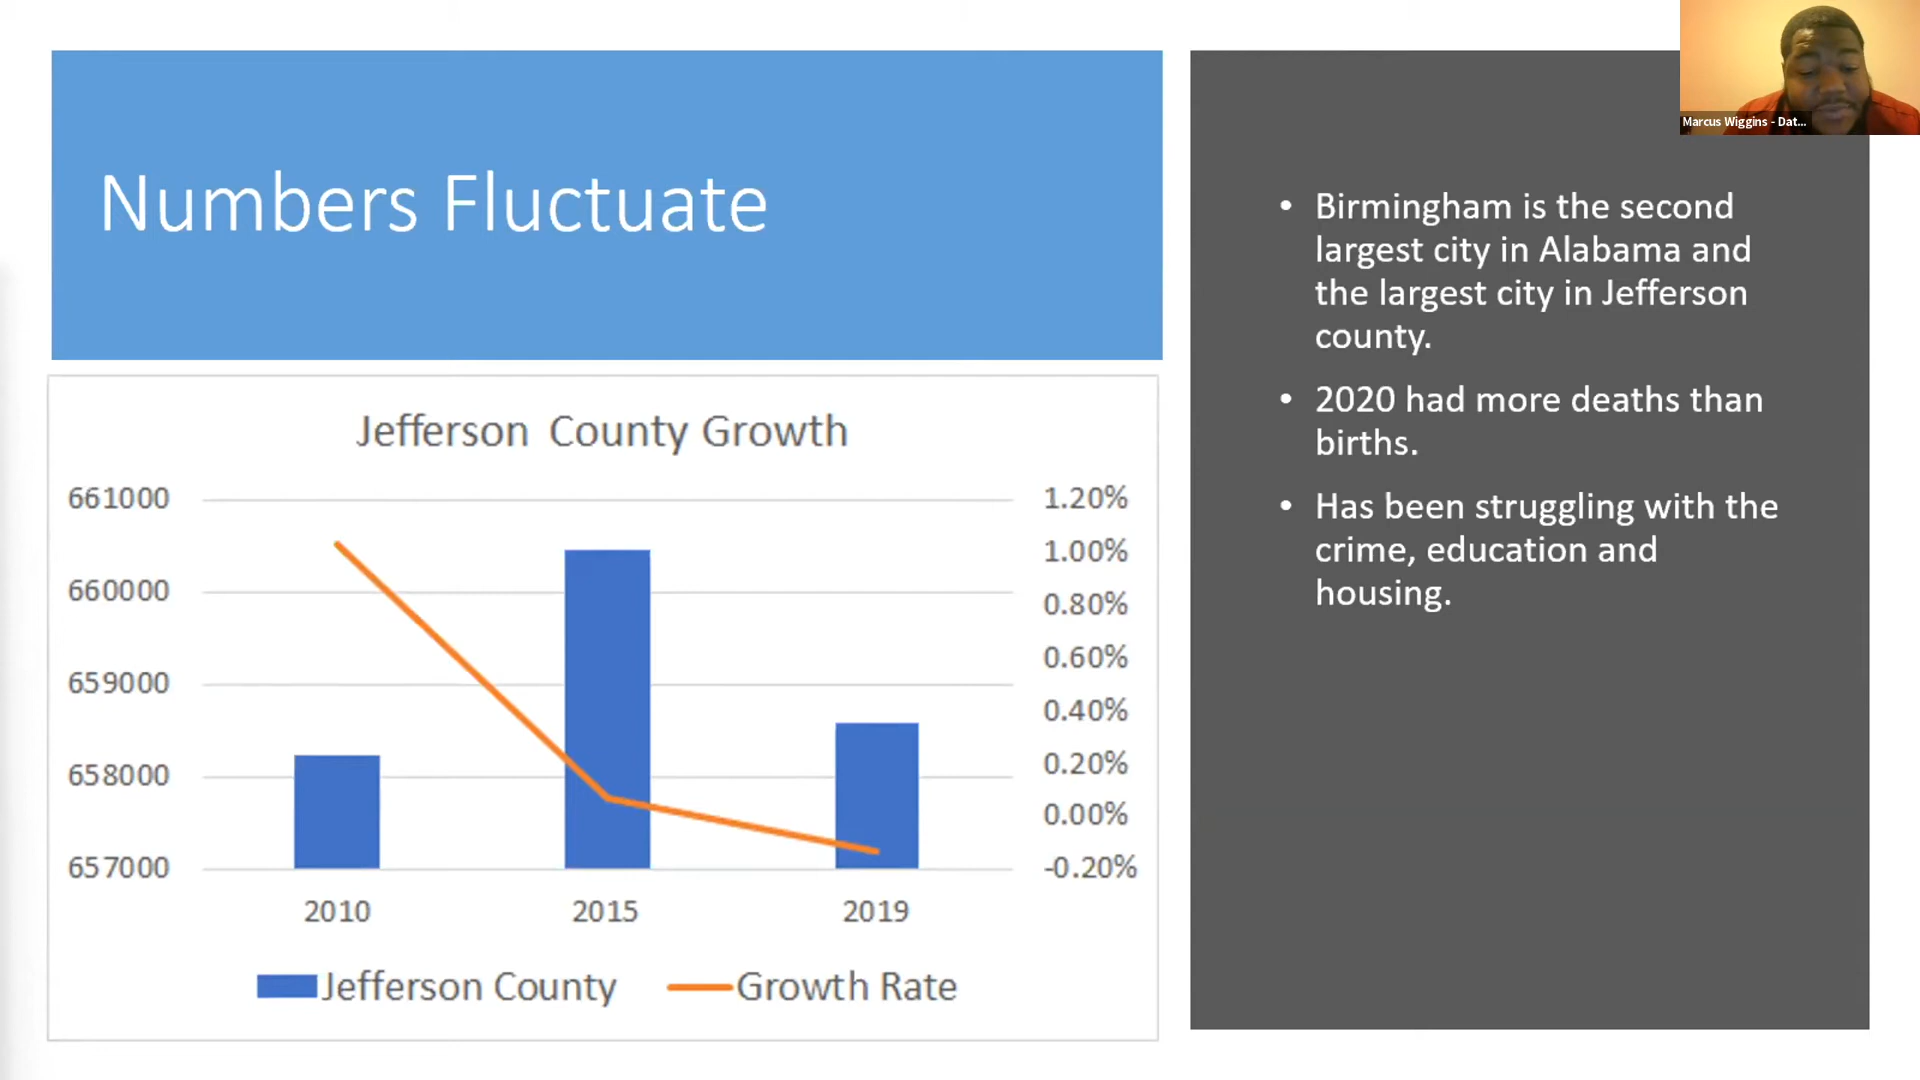 Numbers Fluctuate
Marcus Wiggins - Dat...
• Birmingham is the second
largest city in Alabama and
the largest city in Jefferson
county.
• 2020 had more deaths than
births.
• Has been struggling with the
crime, education and
housing.
Jefferson County Growth
661000
660000
659000
658000
657000
1.20%
1.00%
0.80%
0.60%
0.40%
0.20%
0.00%
-0.20%
2010 2015 2019
Jefferson County Growth Rate